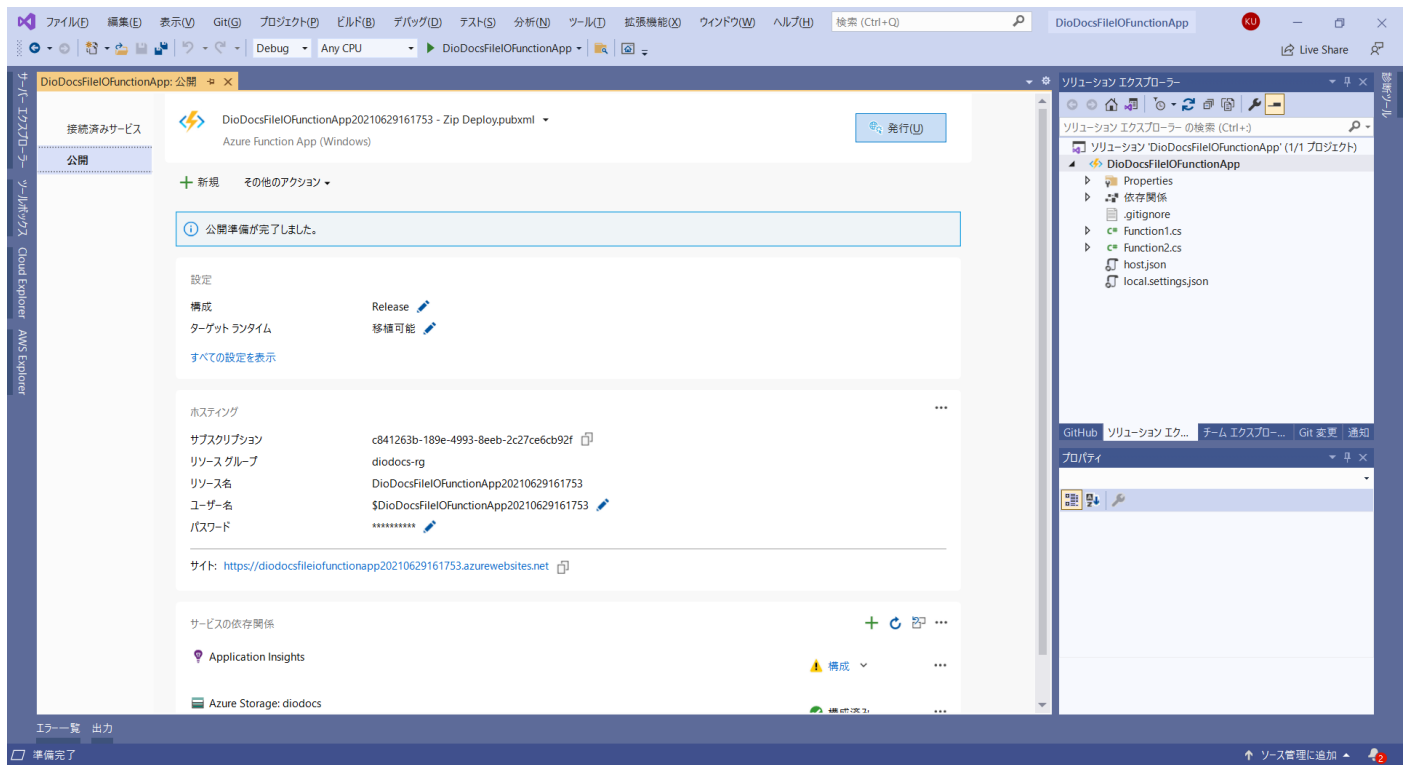 ファイル(F) 編集(E) 表示(V) Git(G) プロジェクト(P) ビルド(B) デバッグ(D) テスト(S) 分析(N) ツール(T) 拡張機能(X) ウィンドウ(W) ヘルプ(H) 検索 (Ctrl+Q) DioDocsFileIOFunctionApp KU
Debug Any CPU DioDocsFileIOFunctionApp Live Share
サーバー エクスプローラー
ツールボックス
Cloud Explorer
AWS Explorer
DioDocsFileIOFunctionApp: 公開
接続済みサービス
公開
DioDocsFileIOFunctionApp20210629161753 - Zip Deploy.pubxml
Azure Function App (Windows)
発行(U)
新規 その他のアクション
公開準備が完了しました。
設定
構成 Release
ターゲット ランタイム 移植可能
すべての設定を表示
ホスティング
サブスクリプション c841263b-189e-4993-8eeb-2c27ce6cb92f
リソース グループ diodocs-rg
リソース名 DioDocsFileIOFunctionApp20210629161753
ユーザー名 $DioDocsFileIOFunctionApp20210629161753
パスワード **********
サイト: https://diodocsfileiofunctionapp20210629161753.azurewebsites.net
サービスの依存関係
Application Insights 構成
Azure Storage: diodocs 構成済み
ソリューション エクスプローラー
ソリューション エクスプローラー の検索 (Ctrl+:)
ソリューション 'DioDocsFileIOFunctionApp' (1/1 プロジェクト)
DioDocsFileIOFunctionApp
Properties
依存関係
.gitignore
C# Function1.cs
C# Function2.cs
host.json
local.settings.json
GitHub ソリューション エク... チーム エクスプロー... Git 変更 通知
プロパティ
診断ツール
エラー一覧 出力
準備完了 ソース管理に追加 2